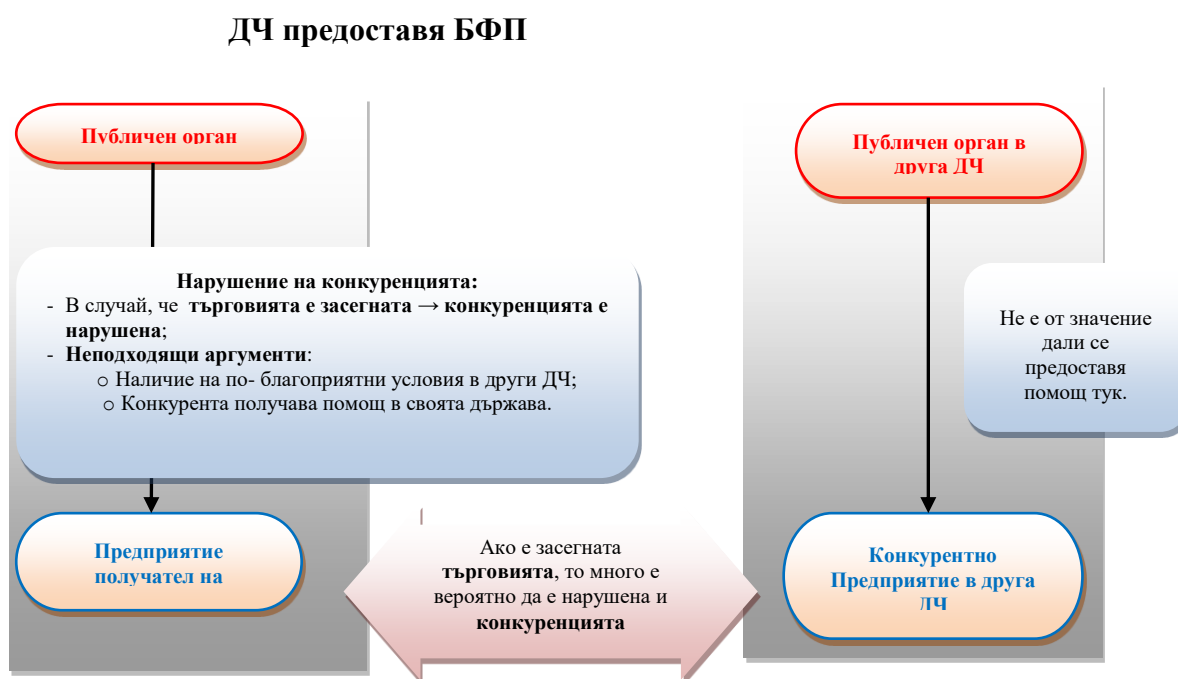 ДЧ предоставя БФП
Публичен орган
Публичен орган в
друга ДЧ
Нарушение на конкуренцията:
- В случай, че търговията е засегната → конкуренцията е
нарушена;
- Неподходящи аргументи:
o Наличие на по- благоприятни условия в други ДЧ;
o Конкурента получава помощ в своята държава.
Не е от значение
дали се
предоставя
помощ тук.
Предприятие
получател на
Ако е засегната
търговията, то много е
вероятно да е нарушена и
конкуренцията
Конкурентно
Предприятие в друга
ДЧ